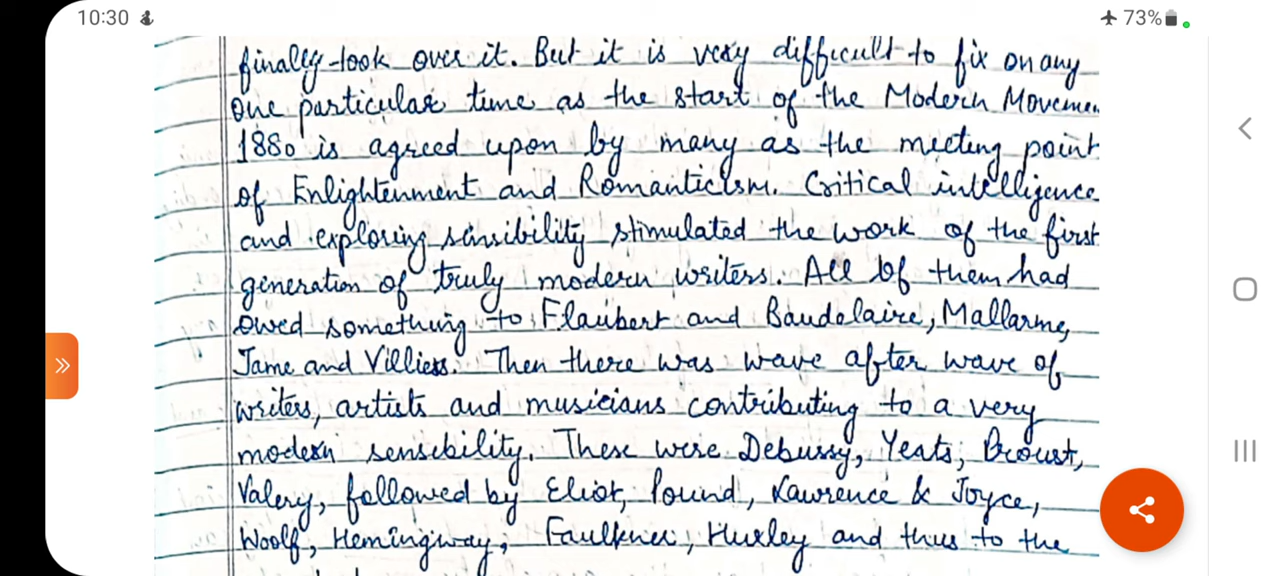 10:30
73%
finally took over it. But it is very difficult to fix on any
one particular time as the start of the Modern Movemen
1880 is agreed upon by many as the meeting point
of Enlightenment and Romanticism. Critical intelligence
and exploring sensibility stimulated the work of the first
generation of truly modern writers. All of them had
owed something to Flaubert and Baudelaire, Mallarme,
Jame and Villiers. Then there was wave after wave of
writers, artists and musicians contributing to a very
modern sensibility. These were Debussy, Yeats, Proust,
Valery, followed by Eliot, Pound, Lawrence & Joyce,
Woolf, Hemingway, Faulkner, Huxley and thus to the